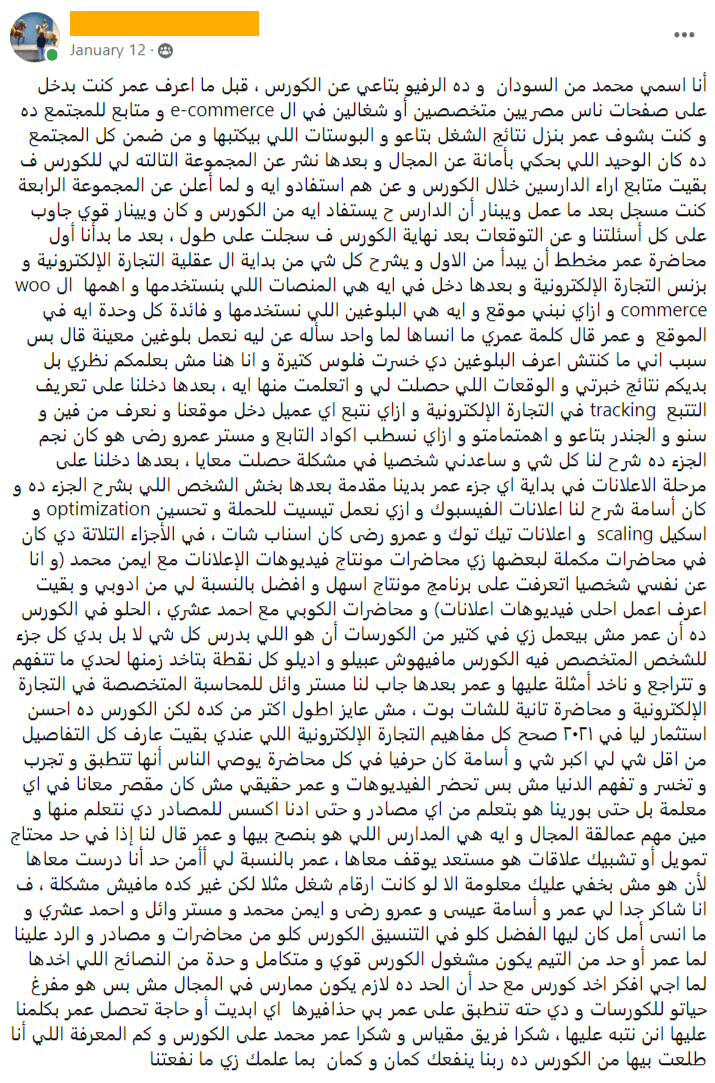 January 12 ·
أنا اسمي محمد من السودان و ده الرفيو بتاعي عن الكورس ، قبل ما اعرف عمر كنت بدخل
على صفحات ناس مصريين متخصصين أو شغالين في ال e-commerce و متابع للمجتمع ده
و كنت بشوف عمر بنزل نتائج الشغل بتاعو و البوستات اللي بيكتبها و من ضمن كل المجتمع
ده كان الوحيد اللي بحكي بأمانة عن المجال و بعدها نشر عن المجموعة التالته لي للكورس ف
بقيت متابع اراء الدارسين خلال الكورس و عن هم استفادو ايه و لما أعلن عن المجموعة الرابعة
كنت مسجل بعد ما عمل ويبنار أن الدارس ح يستفاد ايه من الكورس و كان ويبنار قوي جاوب
على كل أسئلتنا و عن التوقعات بعد نهاية الكورس ف سجلت على طول ، بعد ما بدأنا أول
محاضرة عمر مخطط أن يبدأ من الاول و يشرح كل شي من بداية ال عقلية التجارة الإلكترونية و
بزنس التجارة الإلكترونية و بعدها دخل في ايه هي المنصات اللي بنستخدمها و اهمها ال woo
commerce و ازاي نبني موقع و ايه هي البلوغين اللي نستخدمها و فائدة كل وحدة ايه في
الموقع و عمر قال كلمة عمري ما انساها لما واحد سأله عن ليه نعمل بلوغين معينة قال بس
سبب اني ما كنتش اعرف البلوغين دي خسرت فلوس كتيرة و انا هنا مش بعلمكم نظري بل
بديكم نتائج خبرتي و الوقعات اللي حصلت لي و اتعلمت منها ايه ، بعدها دخلنا على تعريف
التتبع tracking في التجارة الإلكترونية و ازاي نتبع اي عميل دخل موقعنا و نعرف من فين و
سنو و الجندر بتاعو و اهمتمامتو و ازاي نسطب اكواد التابع و مستر عمرو رضى هو كان نجم
الجزء ده شرح لنا كل شي و ساعدني شخصيا في مشكلة حصلت معايا ، بعدها دخلنا على
مرحلة الاعلانات في بداية اي جزء عمر بدينا مقدمة بعدها بخش الشخص اللي بشرح الجزء ده و
كان أسامة شرح لنا اعلانات الفيسبوك و ازي نعمل تيسيت للحملة و تحسين optimization و
اسكيل scaling و اعلانات تيك توك و عمرو رضى كان اسناب شات ، في الأجزاء التلاتة دي كان
في محاضرات مكملة لبعضها زي محاضرات مونتاج فيديوهات الإعلانات مع ايمن محمد (و انا
عن نفسي شخصيا اتعرفت على برنامج مونتاج اسهل و افضل بالنسبة لي من ادوبي و بقيت
اعرف اعمل احلى فيديوهات اعلانات) و محاضرات الكوبي مع احمد عشري ، الحلو في الكورس
ده أن عمر مش بيعمل زي في كتير من الكورسات أن هو اللي بدرس كل شي لا بل بدي كل جزء
للشخص المتخصص فيه الكورس مافيهوش عبيلو و اديلو كل نقطة بتاخد زمنها لحدي ما تتفهم
و تتراجع و ناخد أمثلة عليها و عمر بعدها جاب لنا مستر وائل للمحاسبة المتخصصة في التجارة
الإلكترونية و محاضرة تانية للشات بوت ، مش عايز اطول اكتر من كده لكن الكورس ده احسن
استثمار ليا في ٢٠٢١ صحح كل مفاهيم التجارة الإلكترونية اللي عندي بقيت عارف كل التفاصيل
من اقل شي لي اكبر شي و أسامة كان حرفيا في كل محاضرة يوصي الناس أنها تتطبق و تجرب
و تخسر و تفهم الدنيا مش بس تحضر الفيديوهات و عمر حقيقي مش كان مقصر معانا في اي
معلمة بل حتى بورينا هو بتعلم من اي مصادر و حتى ادنا اكسس للمصادر دي نتعلم منها و
مين مهم عمالقة المجال و ايه هي المدارس اللي هو بنصح بيها و عمر قال لنا إذا في حد محتاج
تمويل أو تشبيك علاقات هو مستعد يوقف معاها ، عمر بالنسبة لي أأمن حد أنا درست معاها
لأن هو مش بخفي عليك معلومة الا لو كانت ارقام شغل مثلا لكن غير كده مافيش مشكلة ، ف
انا شاكر جدا لي عمر و أسامة عيسى و عمرو رضى و ايمن محمد و مستر وائل و احمد عشري و
ما انسى أمل كان ليها الفضل كلو في التنسيق الكورس كلو من محاضرات و مصادر و الرد علينا
لما عمر أو حد من التيم يكون مشغول الكورس قوي و متكامل و حدة من النصائح اللي اخدها
لما اجي افكر اخد كورس مع حد أن الحد ده لازم يكون ممارس في المجال مش بس هو مفرغ
حياتو للكورسات و دي حته تنطبق على عمر بي حذافيرها اي ابديت أو حاجة تحصل عمر بكلمنا
عليها انن نتبه عليها ، شكرا فريق مقياس و شكرا عمر محمد على الكورس و كم المعرفة اللي أنا
طلعت بيها من الكورس ده ربنا ينفعك كمان و كمان بما علمك زي ما نفعتنا